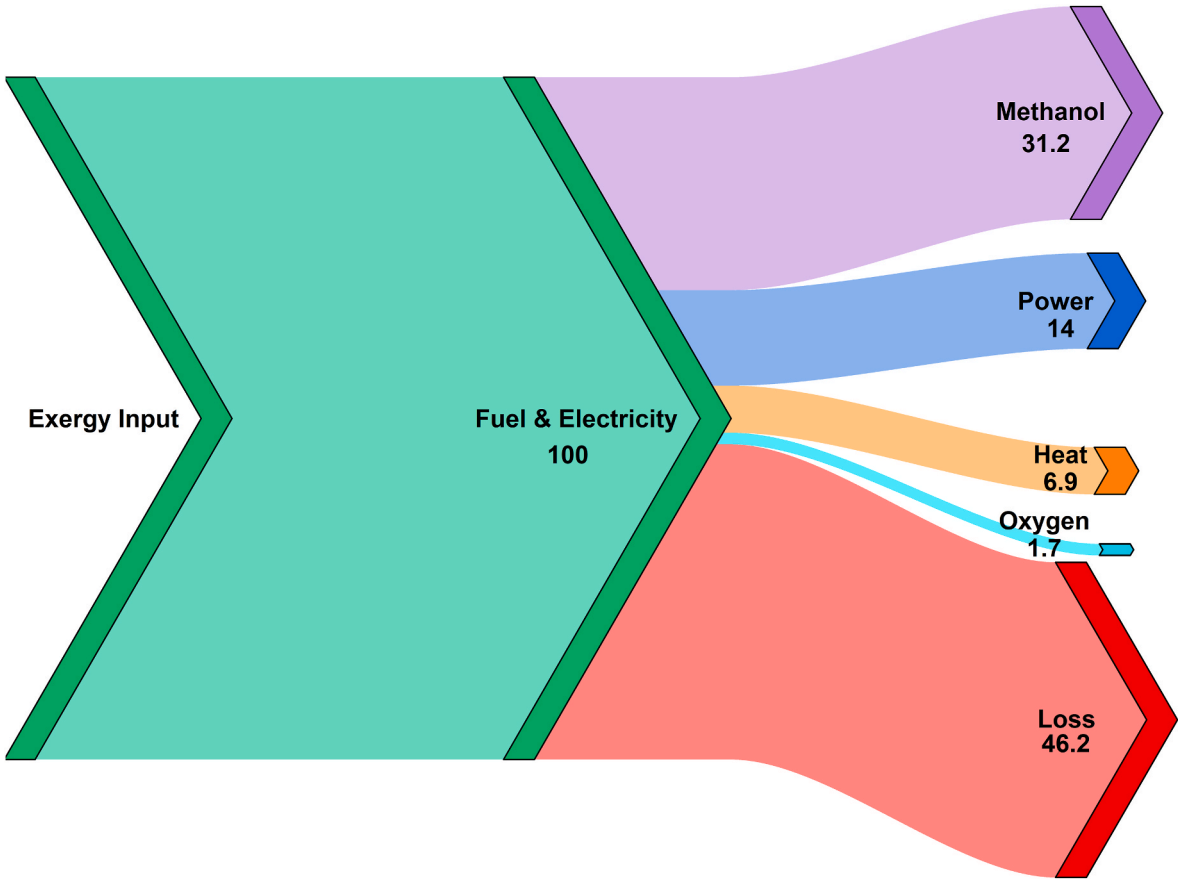 Exergy Input
Fuel & Electricity
100
Methanol
31.2
Power
14
Heat
6.9
Oxygen
1.7
Loss
46.2